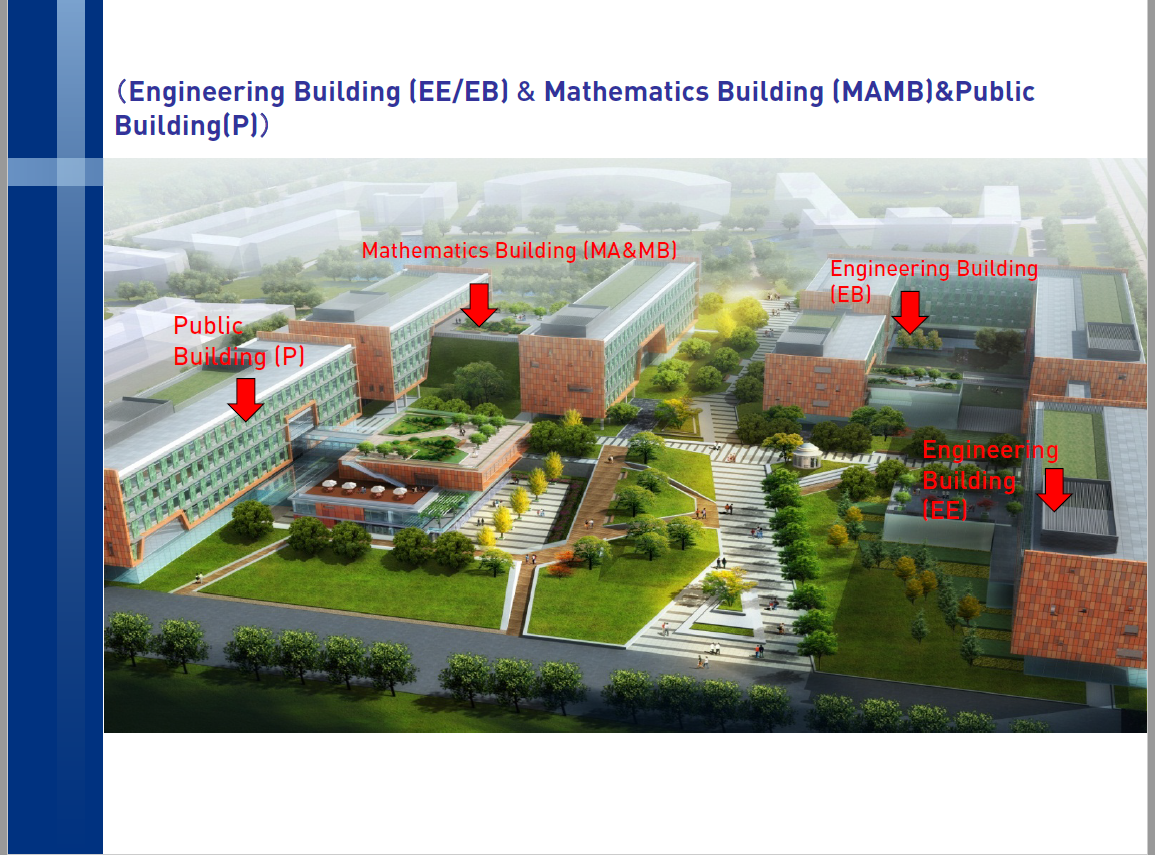 （Engineering Building (EE/EB) & Mathematics Building (MAMB)&Public
Building(P)）
Mathematics Building (MA&MB)
Engineering Building
(EB)
Public
Building (P)
Engineering
Building
(EE)